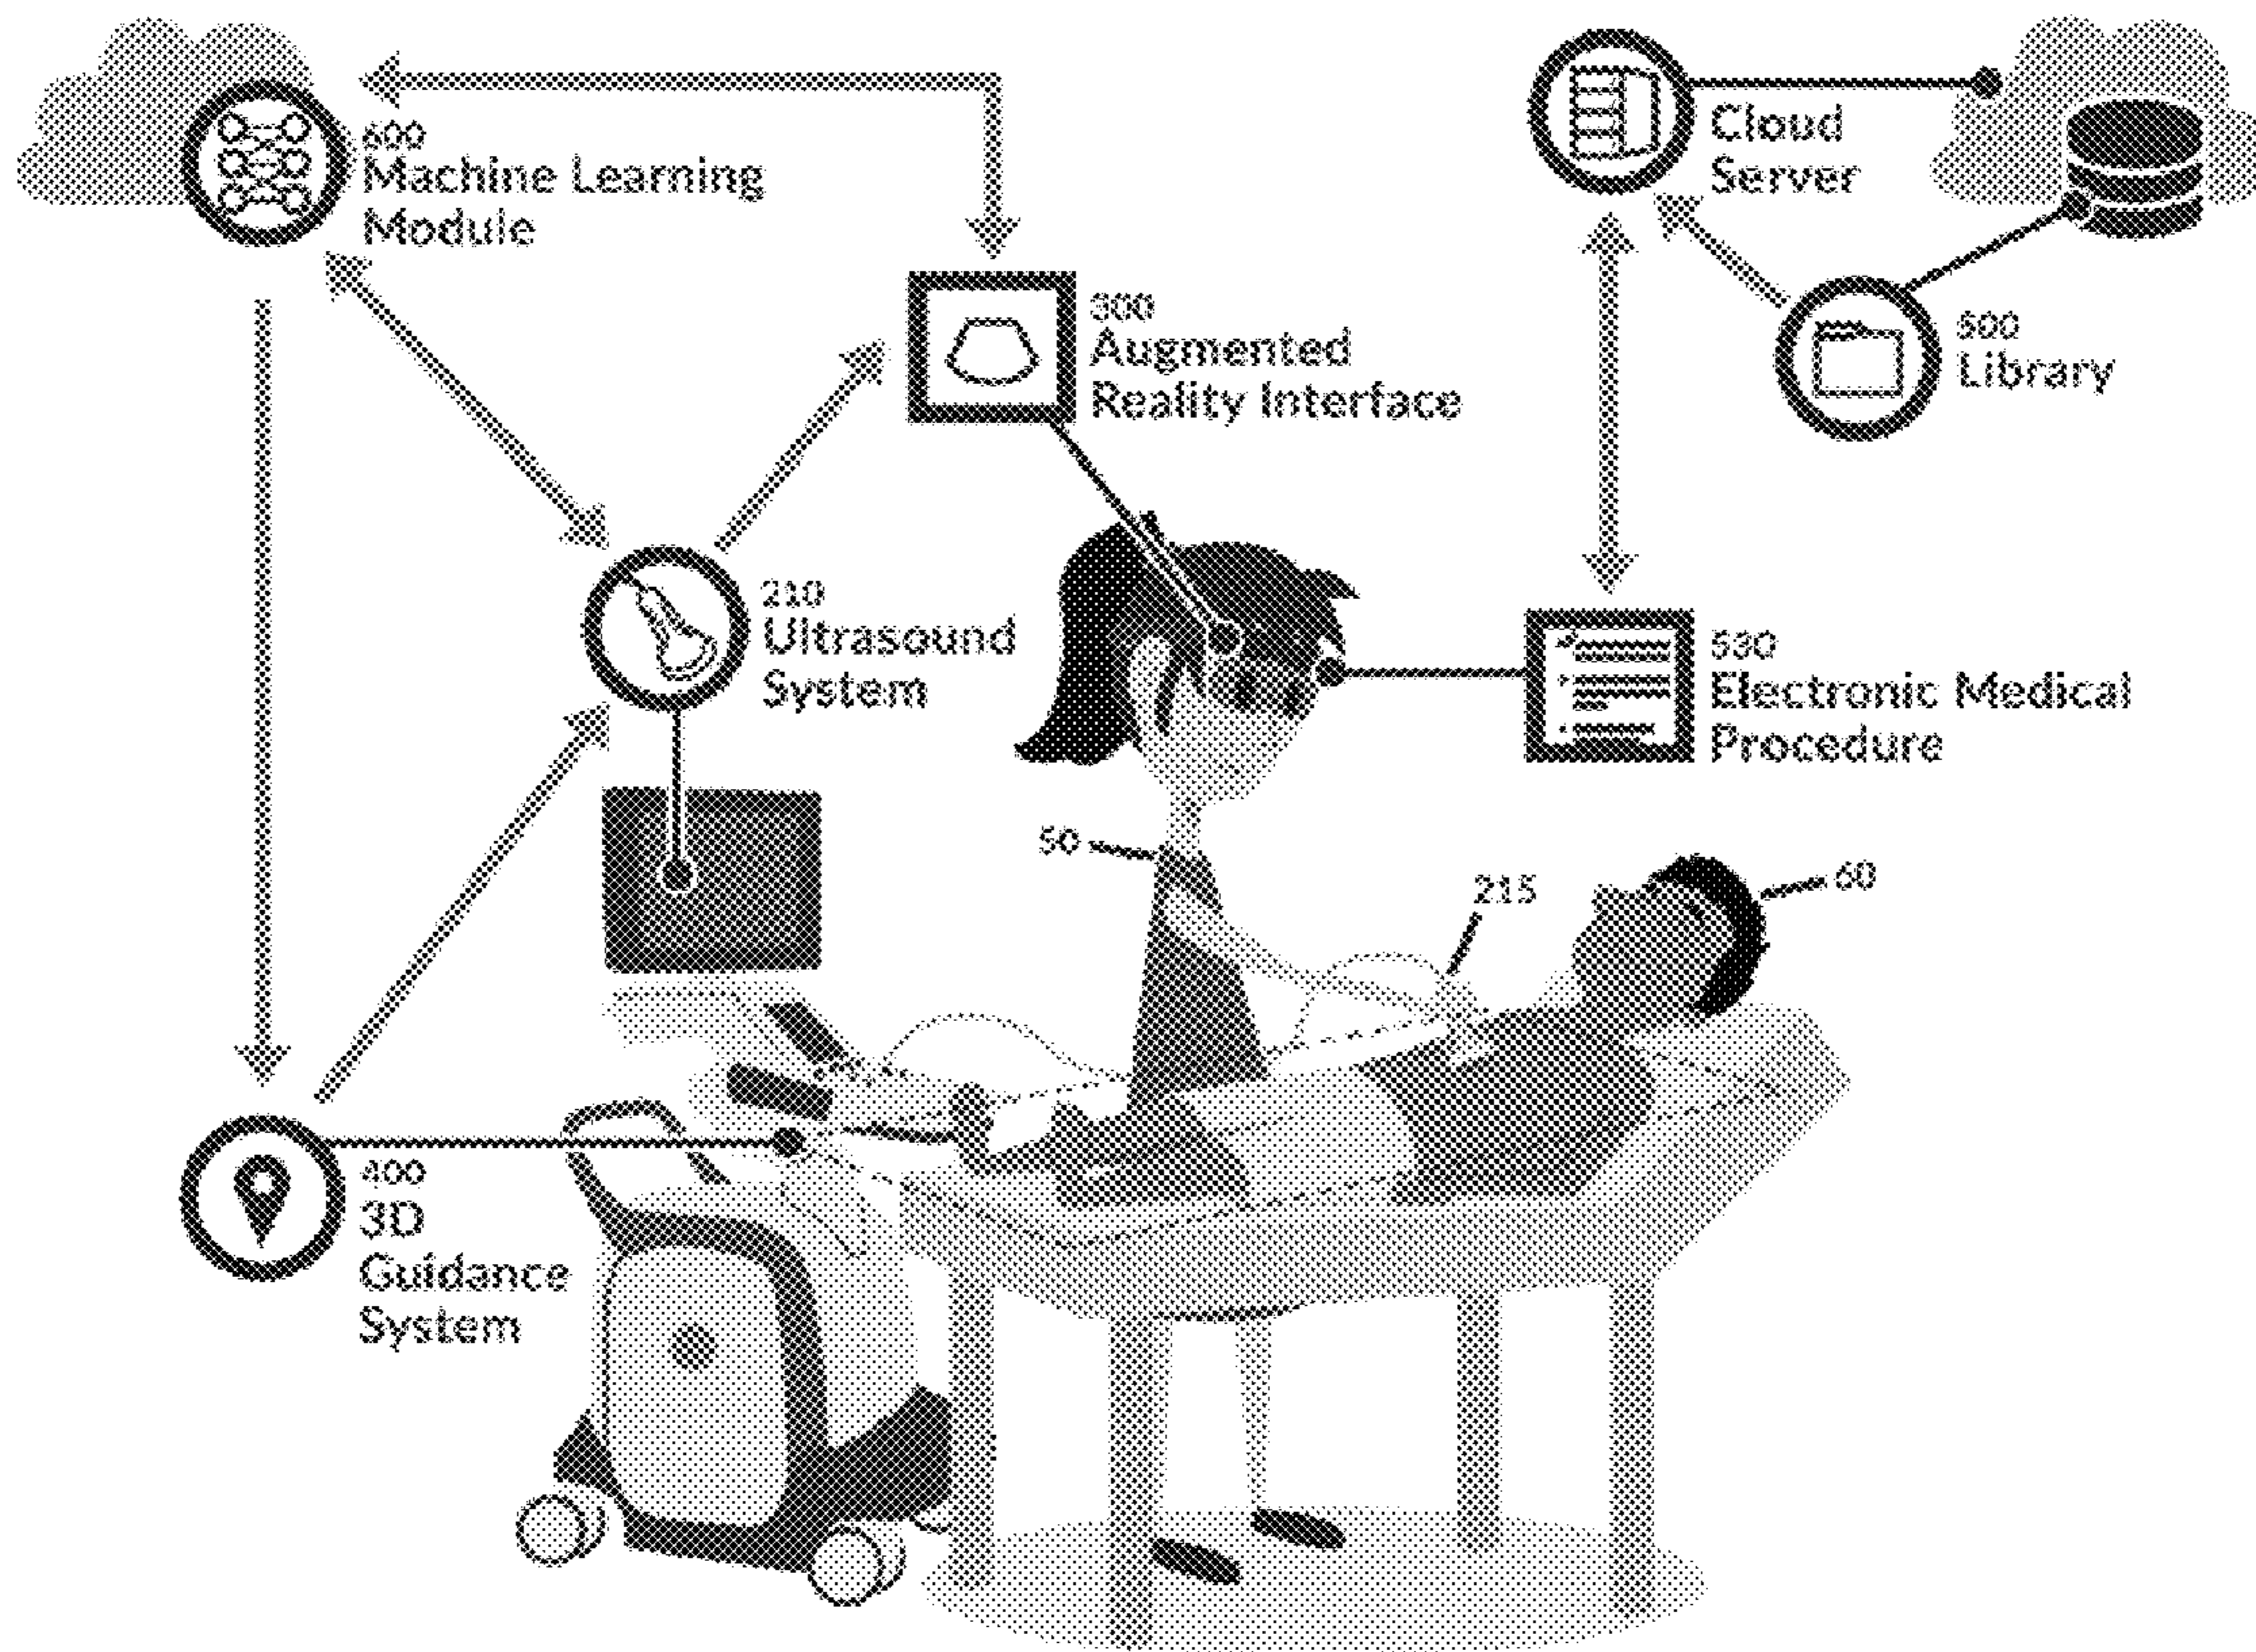 600
Machine Learning
Module
Cloud
Server
300
Augmented
Reality Interface
500
Library
210
Ultrasound
System
530
Electronic Medical
Procedure
50
215
60
400
3D
Guidance
System